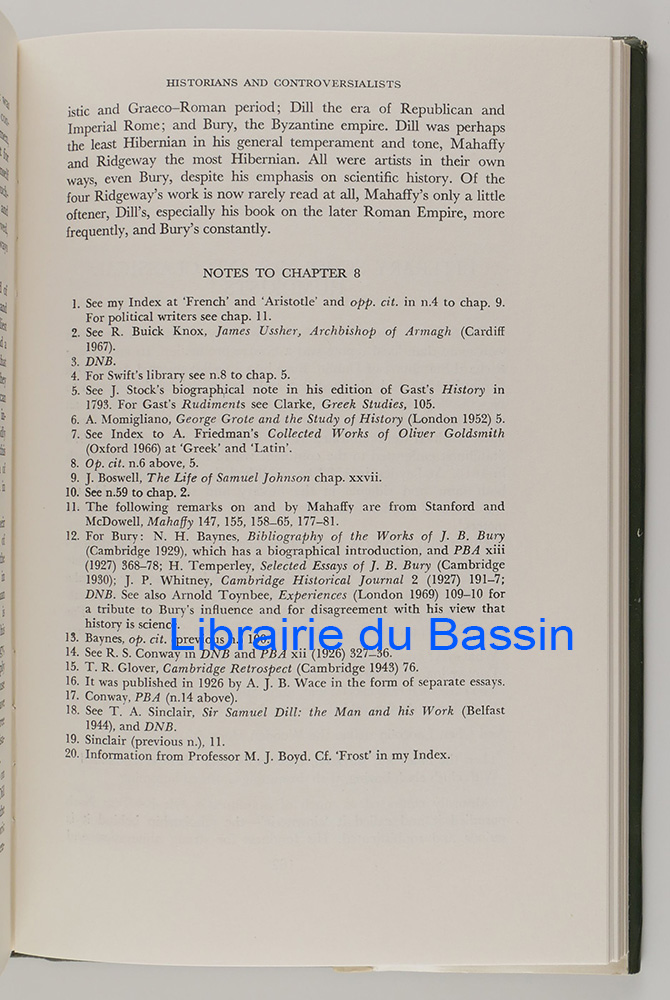 HISTORIANS AND CONTROVERSIALISTS
istic and Graeco–Roman period; Dill the era of Republican and
Imperial Rome; and Bury, the Byzantine empire. Dill was perhaps
the least Hibernian in his general temperament and tone, Mahaffy
and Ridgeway the most Hibernian. All were artists in their own
ways, even Bury, despite his emphasis on scientific history. Of the
four Ridgeway's work is now rarely read at all, Mahaffy's only a little
oftener, Dill's, especially his book on the later Roman Empire, more
frequently, and Bury's constantly.
NOTES TO CHAPTER 8
1. See my Index at 'French' and 'Aristotle' and opp. cit. in n.4 to chap. 9.
For political writers see chap. 11.
2. See R. Buick Knox, James Ussher, Archbishop of Armagh (Cardiff
1967).
3. DNB.
4. For Swift's library see n.8 to chap. 5.
5. See J. Stock's biographical note in his edition of Gast's History in
1793. For Gast's Rudiments see Clarke, Greek Studies, 105.
6. A. Momigliano, George Grote and the Study of History (London 1952) 5.
7. See Index to A. Friedman's Collected Works of Oliver Goldsmith
(Oxford 1966) at 'Greek' and 'Latin'.
8. Op. cit. n.6 above, 5.
9. J. Boswell, The Life of Samuel Johnson chap. xxvii.
10. See n.59 to chap. 2.
11. The following remarks on and by Mahaffy are from Stanford and
McDowell, Mahaffy 147, 155, 158–65, 177–81.
12. For Bury: N. H. Baynes, Bibliography of the Works of J. B. Bury
(Cambridge 1929), which has a biographical introduction, and PBA xiii
(1927) 368–78; H. Temperley, Selected Essays of J. B. Bury (Cambridge
1930); J. P. Whitney, Cambridge Historical Journal 2 (1927) 191–7;
DNB. See also Arnold Toynbee, Experiences (London 1969) 109–10 for
a tribute to Bury's influence and for disagreement with his view that
history is science.
13. Baynes, op. cit. (previous n.)
Librairie du Bassin
14. See R. S. Conway in DNB and PBA xii (1926) 327–36.
15. T. R. Glover, Cambridge Retrospect (Cambridge 1943) 76.
16. It was published in 1926 by A. J. B. Wace in the form of separate essays.
17. Conway, PBA (n.14 above).
18. See T. A. Sinclair, Sir Samuel Dill: the Man and his Work (Belfast
1944), and DNB.
19. Sinclair (previous n.), 11.
20. Information from Professor M. J. Boyd. Cf. 'Frost' in my Index.